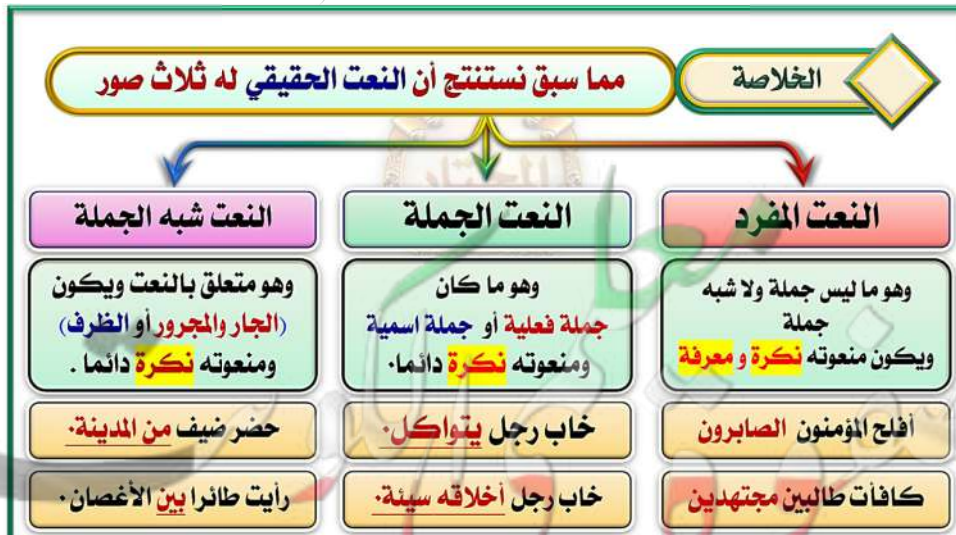 الخلاصة
مما سبق نستنتج أن النعت الحقيقي له ثلاث صور
النعت المفرد
وهو ما ليس جملة ولا شبه
جملة
ويكون منعوته نكرة و معرفة
أفلح المؤمنون الصابرون
كافأت طالبين مجتهدين
النعت الجملة
وهو ما كان
جملة فعلية أو جملة اسمية
ومنعوته نكرة دائما.
خاب رجل يتواكل.
خاب رجل أخلاقه سيئة.
النعت شبه الجملة
وهو متعلق بالنعت ويكون
(الجار والمجرور أو الظرف)
ومنعوته نكرة دائما .
حضر ضيف من المدينة.
رأيت طائرا بين الأغصان.